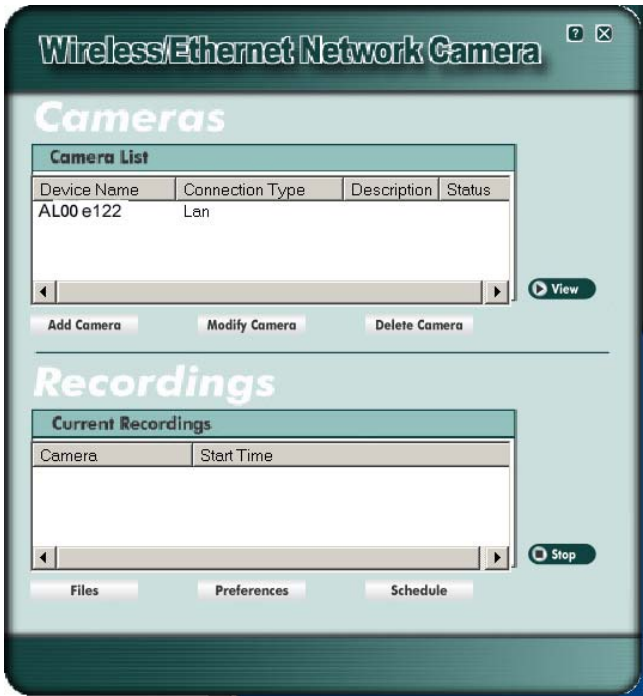 Wireless/Ethernet Network Camera
?
Cameras
Camera List
Device Name Connection Type Description Status
AL00 e122 Lan
View
Add Camera Modify Camera Delete Camera
Recordings
Current Recordings
Camera Start Time
Stop
Files Preferences Schedule